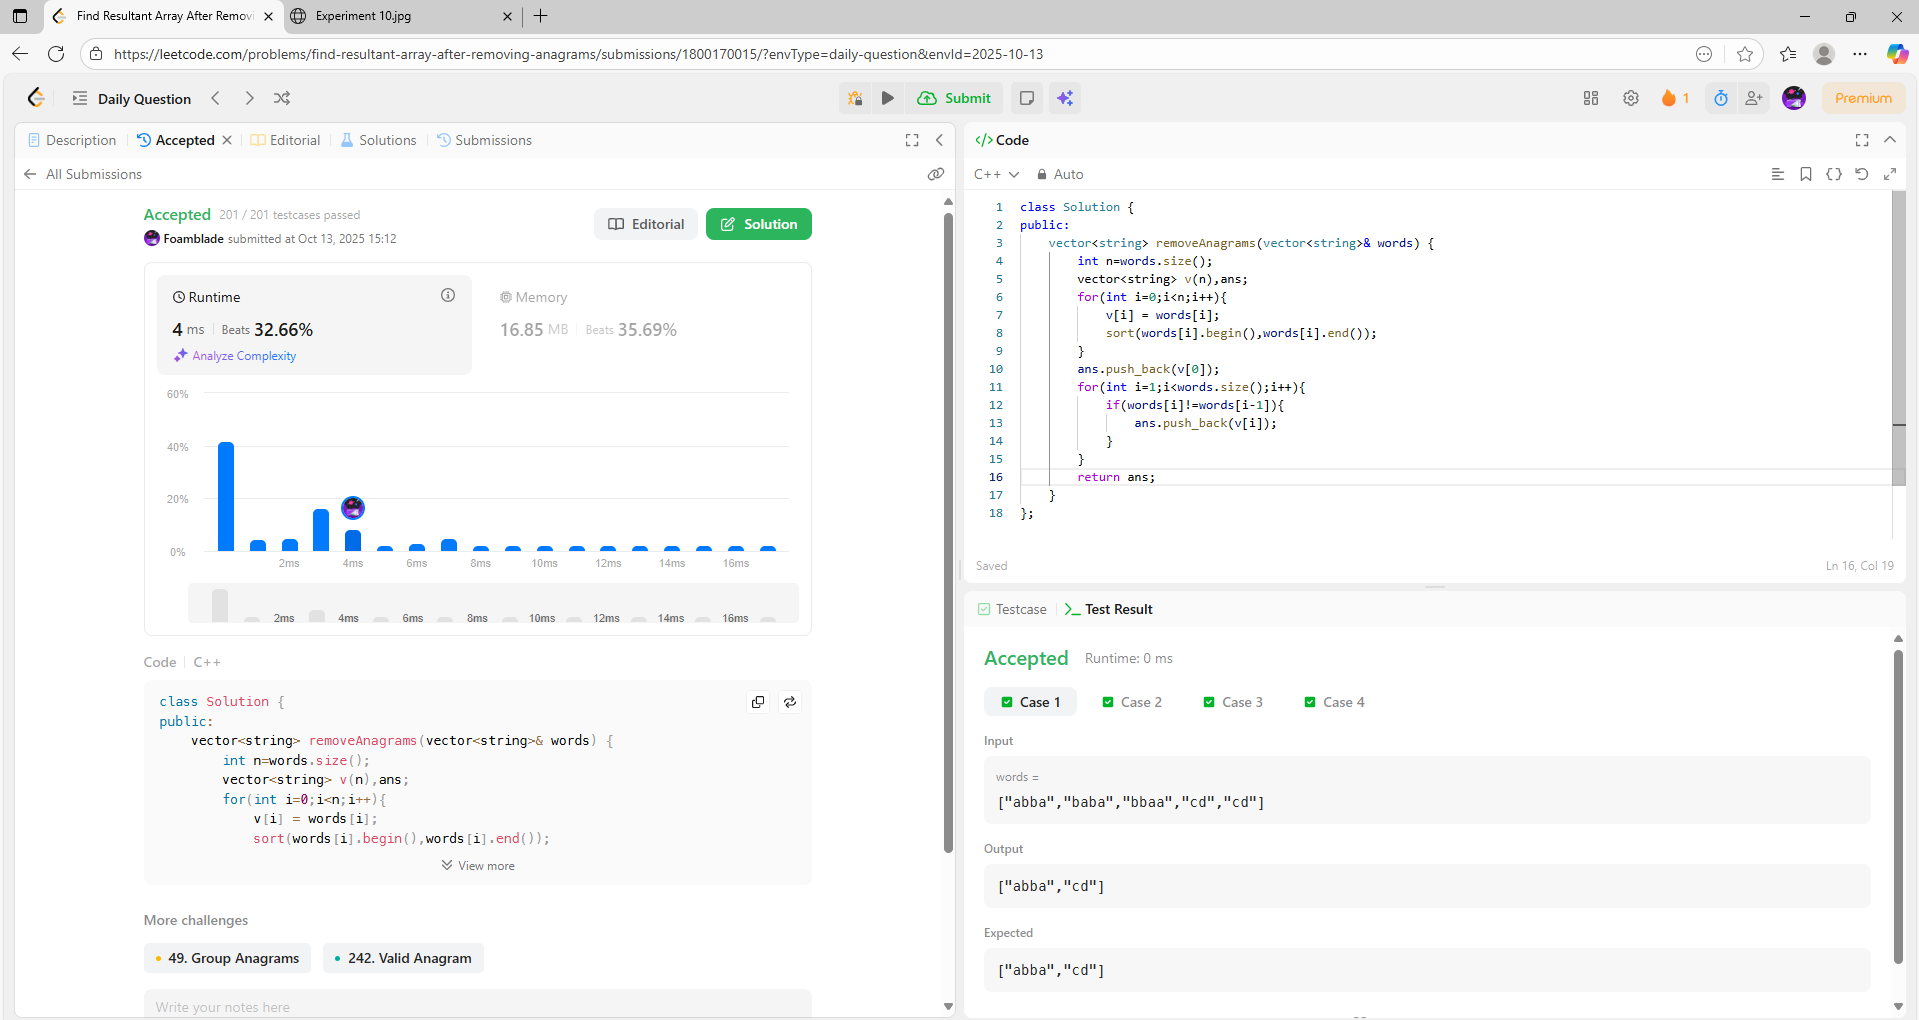 Find Resultant Array After Removi
Experiment 10.jpg
https://leetcode.com/problems/find-resultant-array-after-removing-anagrams/submissions/1800170015/?envType=daily-question&envId=2025-10-13
Daily Question
Submit
1
Premium
Description
Accepted
Editorial
Solutions
Submissions
All Submissions
Accepted 201 / 201 testcases passed
Foamblade submitted at Oct 13, 2025 15:12
Editorial
Solution
Runtime
4 ms Beats 32.66%
Analyze Complexity
Memory
16.85 MB Beats 35.69%
60%
40%
20%
0%
2ms 4ms 6ms 8ms 10ms 12ms 14ms 16ms
2ms 4ms 6ms 8ms 10ms 12ms 14ms 16ms
Code C++
class Solution {
public:
    vector<string> removeAnagrams(vector<string>& words) {
        int n=words.size();
        vector<string> v(n),ans;
        for(int i=0;i<n;i++){
            v[i] = words[i];
            sort(words[i].begin(),words[i].end());
View more
More challenges
49. Group Anagrams
242. Valid Anagram
Write your notes here
</> Code
C++ Auto
1 class Solution {
2 public:
3     vector<string> removeAnagrams(vector<string>& words) {
4         int n=words.size();
5         vector<string> v(n),ans;
6         for(int i=0;i<n;i++){
7             v[i] = words[i];
8             sort(words[i].begin(),words[i].end());
9         }
10         ans.push_back(v[0]);
11         for(int i=1;i<words.size();i++){
12             if(words[i]!=words[i-1]){
13                 ans.push_back(v[i]);
14             }
15         }
16         return ans;
17     }
18 };
Saved
Ln 16, Col 19
Testcase
Test Result
Accepted Runtime: 0 ms
Case 1
Case 2
Case 3
Case 4
Input
words =
["abba","baba","bbaa","cd","cd"]
Output
["abba","cd"]
Expected
["abba","cd"]